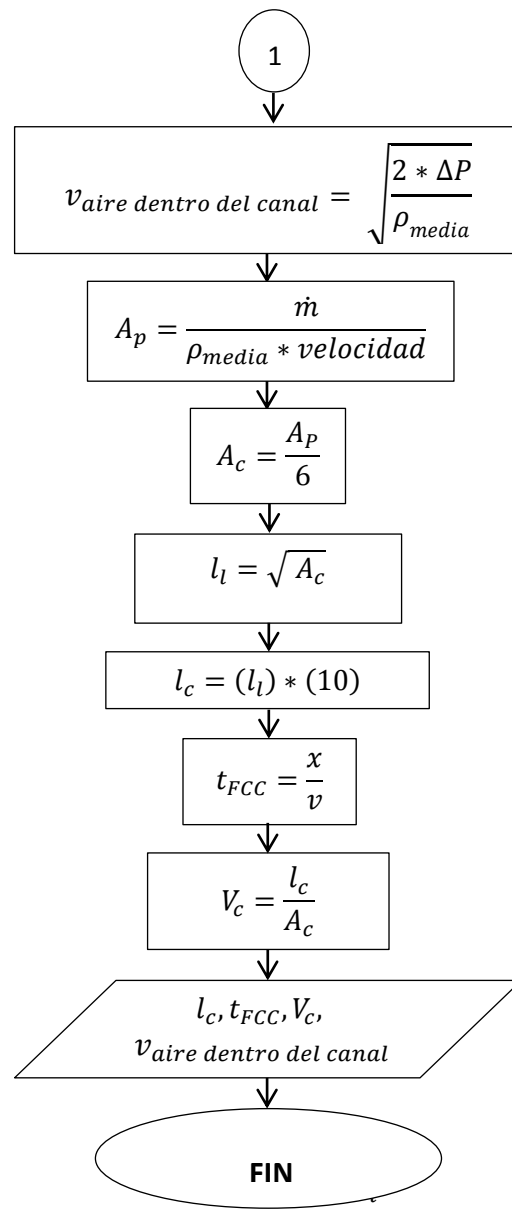 1
v_{aire dentro del canal} = √(2 * ΔP / ρ_{media})
A_p = ṁ / (ρ_{media} * velocidad)
A_c = A_P / 6
l_l = √A_c
l_c = (l_l) * (10)
t_{FCC} = x / v
V_c = l_c / A_c
l_c, t_{FCC}, V_c,
v_{aire dentro del canal}
FIN